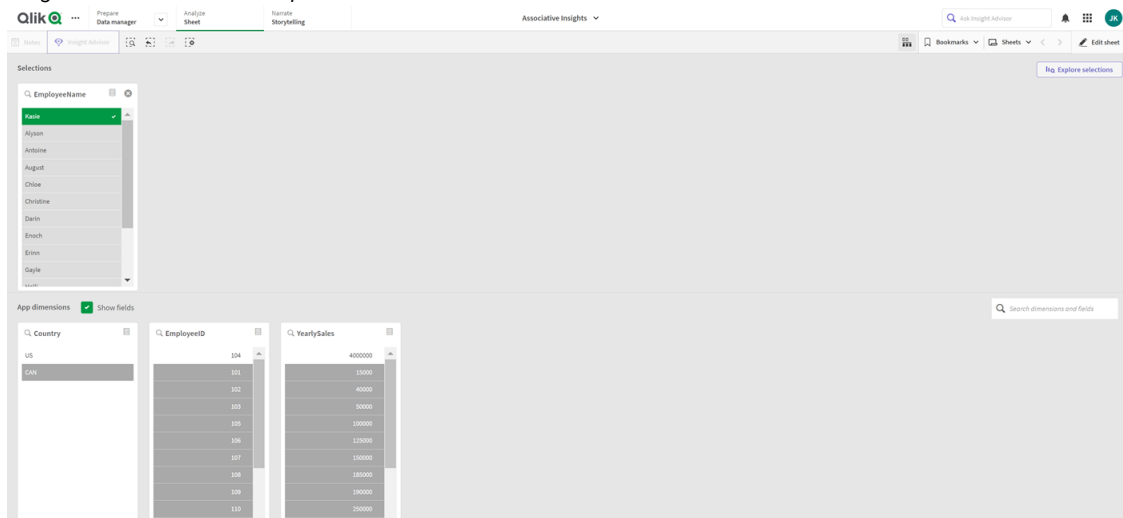 Qlik
Prepare
Data manager
Analyze
Sheet
Narrate
Storytelling
Associative Insights
Ask Insight Advisor
JK
Notes
Insight Advisor
Bookmarks
Sheets
Edit sheet
Selections
Explore selections
EmployeeName
Kasie
Alyson
Antoine
August
Chloe
Christine
Darin
Enoch
Erinn
Gayle
App dimensions
Show fields
Search dimensions and fields
Country
US
CAN
EmployeeID
104
101
102
103
105
106
107
108
109
110
YearlySales
4000000
15000
40000
50000
100000
125000
150000
185000
190000
250000